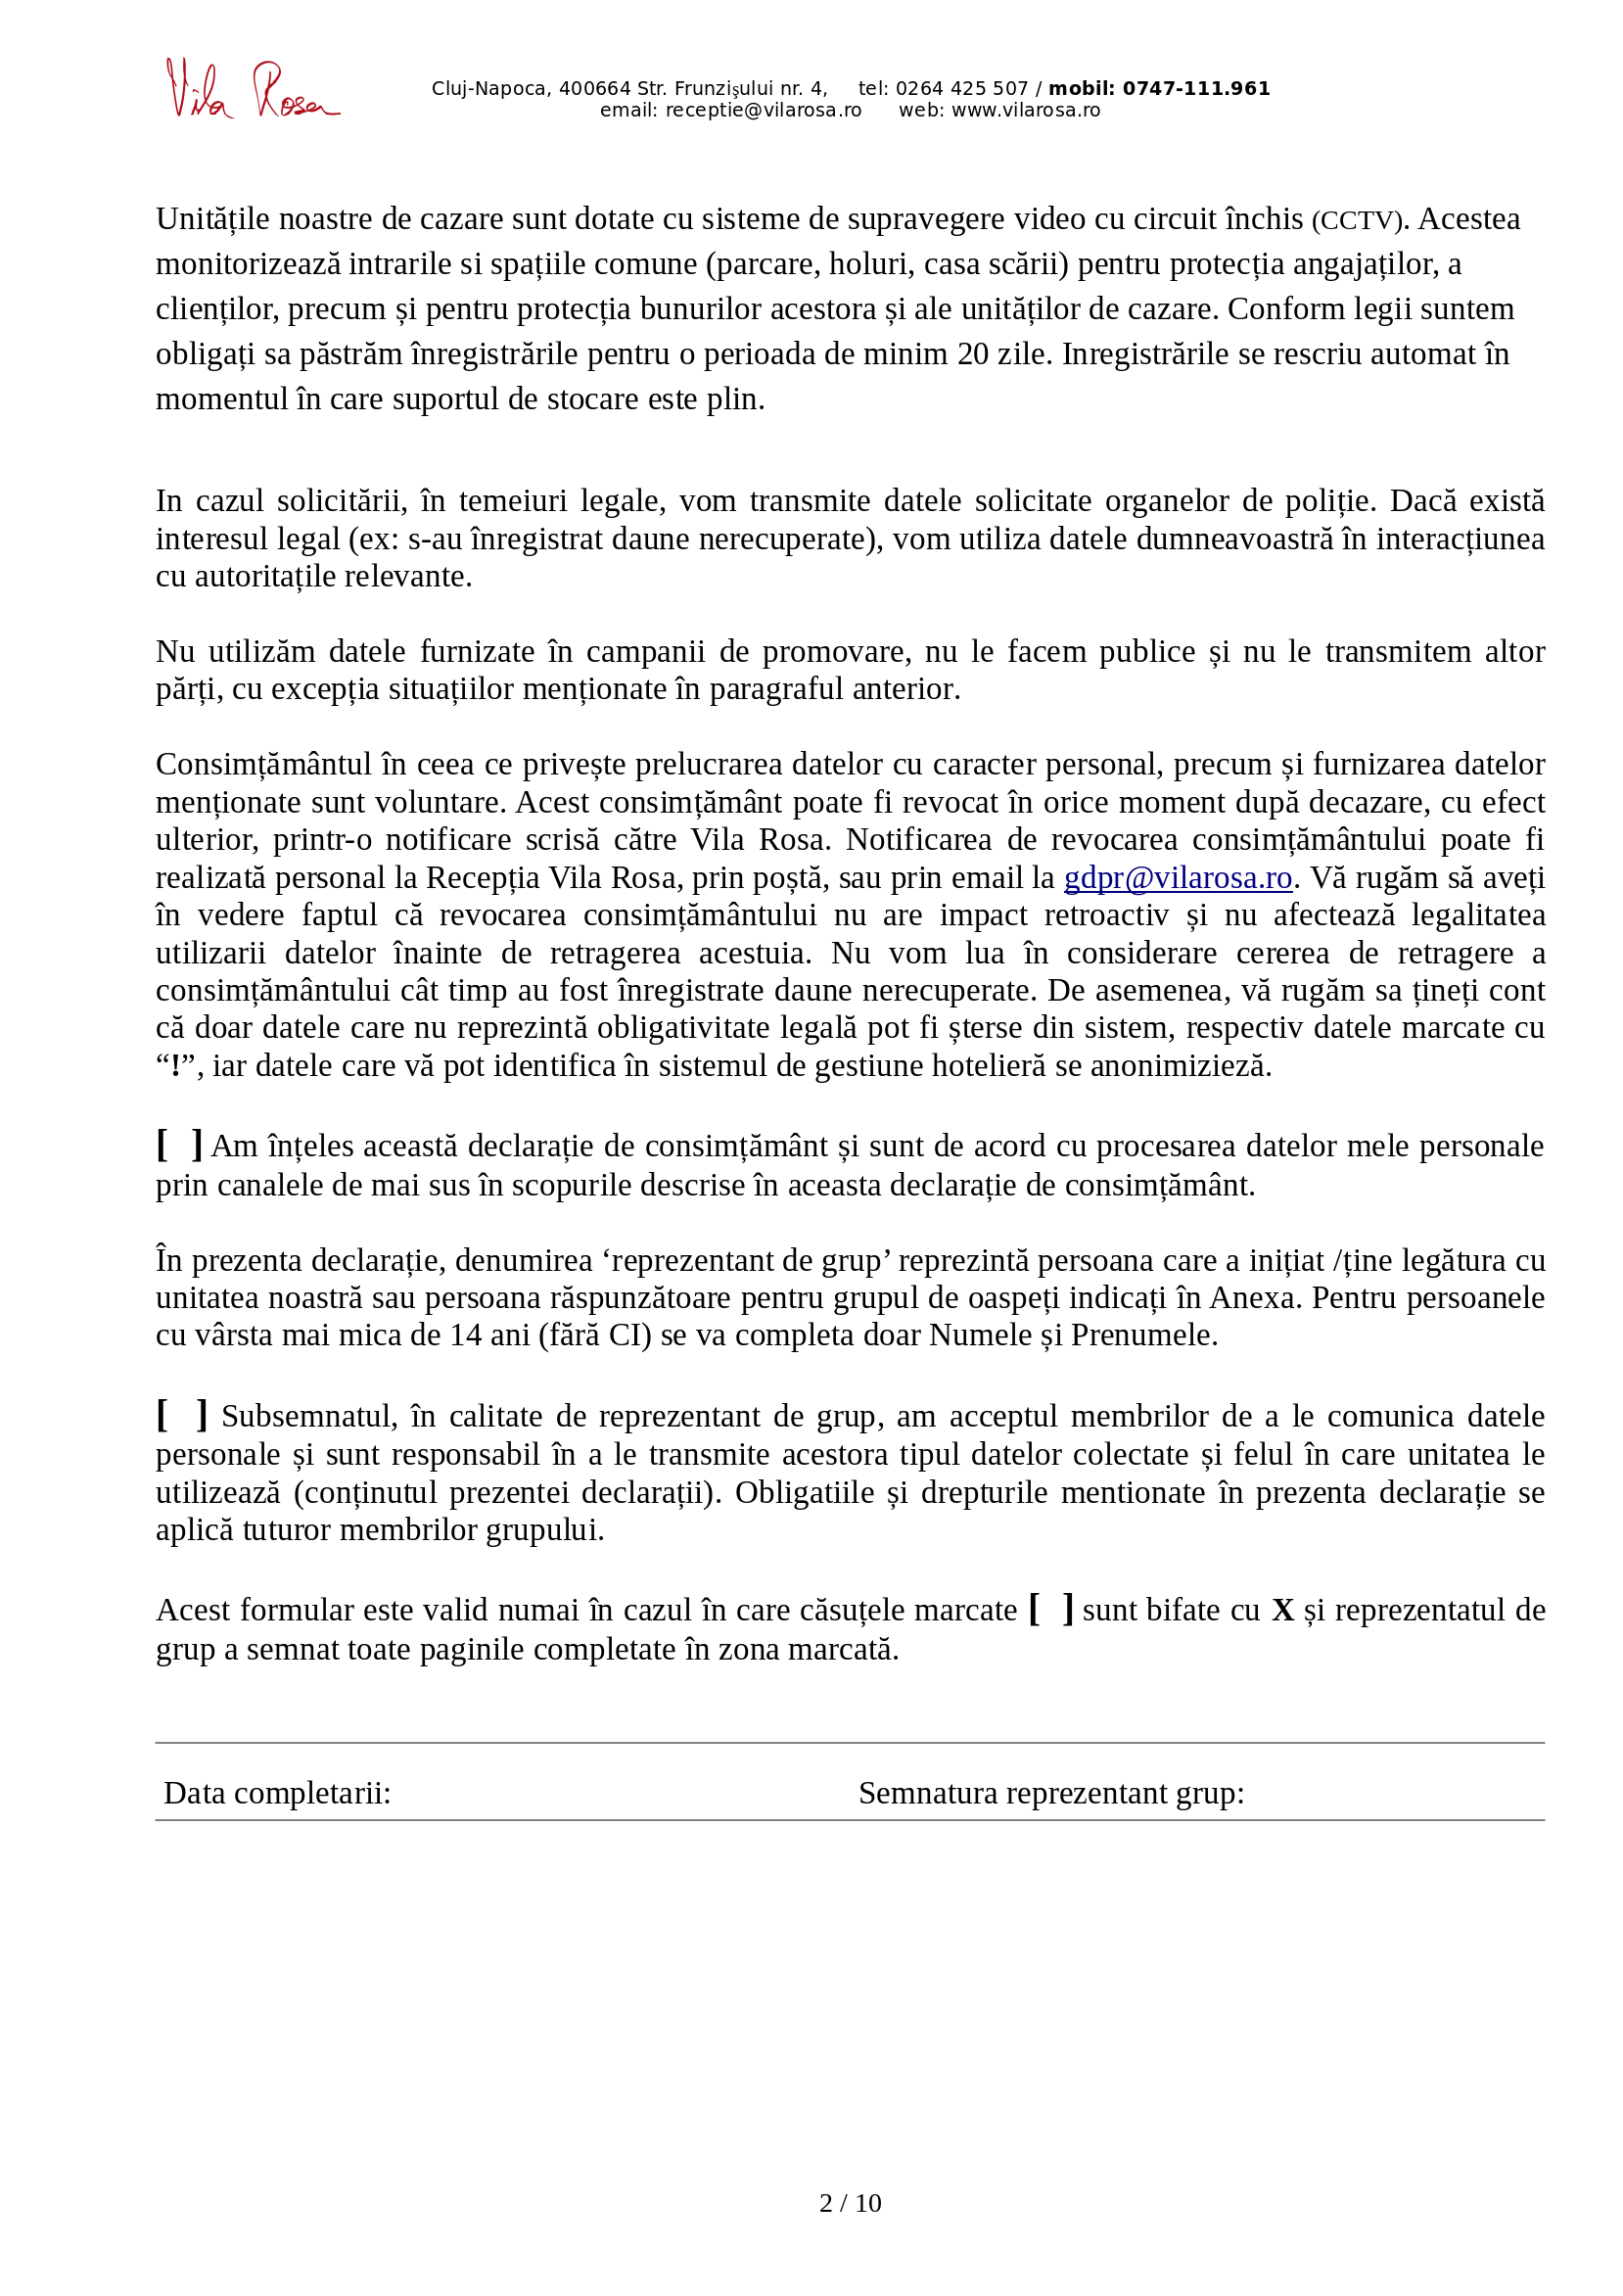 Vila Rosa
Cluj-Napoca, 400664 Str. Frunzişului nr. 4, tel: 0264 425 507 / mobil: 0747-111.961
email: receptie@vilarosa.ro web: www.vilarosa.ro
Unitățile noastre de cazare sunt dotate cu sisteme de supravegere video cu circuit închis (CCTV). Acestea
monitorizează intrarile si spațiile comune (parcare, holuri, casa scării) pentru protecția angajaților, a
clienților, precum și pentru protecția bunurilor acestora și ale unităților de cazare. Conform legii suntem
obligați sa păstrăm înregistrările pentru o perioada de minim 20 zile. Inregistrările se rescriu automat în
momentul în care suportul de stocare este plin.
In cazul solicitării, în temeiuri legale, vom transmite datele solicitate organelor de poliție. Dacă există
interesul legal (ex: s-au înregistrat daune nerecuperate), vom utiliza datele dumneavoastră în interacțiunea
cu autoritațile relevante.
Nu utilizăm datele furnizate în campanii de promovare, nu le facem publice și nu le transmitem altor
părți, cu excepția situațiilor menționate în paragraful anterior.
Consimțământul în ceea ce privește prelucrarea datelor cu caracter personal, precum și furnizarea datelor
menționate sunt voluntare. Acest consimțământ poate fi revocat în orice moment după decazare, cu efect
ulterior, printr-o notificare scrisă către Vila Rosa. Notificarea de revocarea consimțământului poate fi
realizată personal la Recepția Vila Rosa, prin poștă, sau prin email la gdpr@vilarosa.ro. Vă rugăm să aveți
în vedere faptul că revocarea consimțământului nu are impact retroactiv și nu afectează legalitatea
utilizarii datelor înainte de retragerea acestuia. Nu vom lua în considerare cererea de retragere a
consimțământului cât timp au fost înregistrate daune nerecuperate. De asemenea, vă rugăm sa țineți cont
că doar datele care nu reprezintă obligativitate legală pot fi șterse din sistem, respectiv datele marcate cu
“!”, iar datele care vă pot identifica în sistemul de gestiune hotelieră se anonimizieză.
[ ] Am înțeles această declarație de consimțământ și sunt de acord cu procesarea datelor mele personale
prin canalele de mai sus în scopurile descrise în aceasta declarație de consimțământ.
În prezenta declarație, denumirea ‘reprezentant de grup’ reprezintă persoana care a inițiat /ține legătura cu
unitatea noastră sau persoana răspunzătoare pentru grupul de oaspeți indicați în Anexa. Pentru persoanele
cu vârsta mai mica de 14 ani (fără CI) se va completa doar Numele și Prenumele.
[ ] Subsemnatul, în calitate de reprezentant de grup, am acceptul membrilor de a le comunica datele
personale și sunt responsabil în a le transmite acestora tipul datelor colectate și felul în care unitatea le
utilizează (conținutul prezentei declarații). Obligatiile și drepturile mentionate în prezenta declarație se
aplică tuturor membrilor grupului.
Acest formular este valid numai în cazul în care căsuțele marcate [ ] sunt bifate cu X și reprezentatul de
grup a semnat toate paginile completate în zona marcată.
Data completarii: Semnatura reprezentant grup:
2 / 10